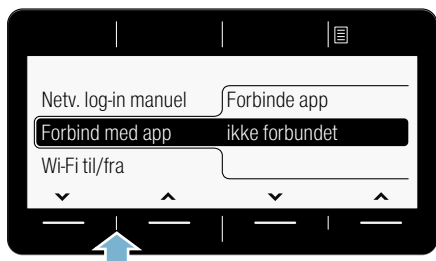 Netv. log-in manuel Forbinde app
Forbind med app ikke forbundet
Wi-Fi til/fra